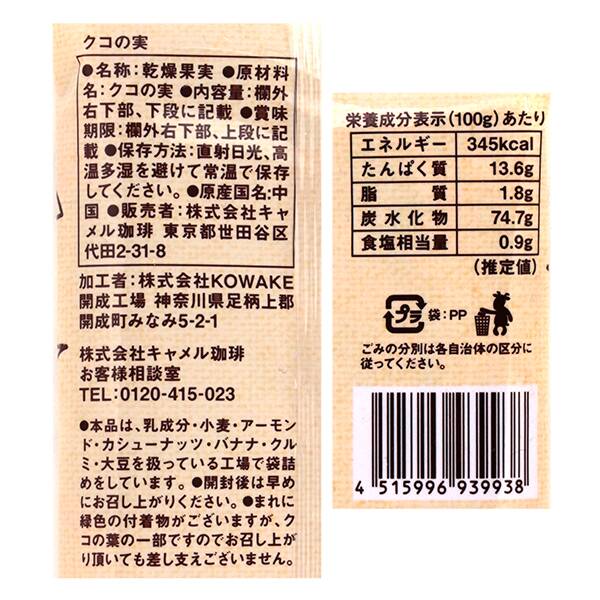 クコの実
●名称:乾燥果実 ●原材料
名:クコの実●内容量:欄外
右下部、下段に記載 ●賞味
期限:欄外右下部、上段に記
載 ●保存方法:直射日光、高
温多湿を避けて常温で保存
してください。●原産国名:中
国 ●販売者:株式会社キャ
メル珈琲 東京都世田谷区
代田2-31-8
加工者:株式会社KOWAKE
開成工場 神奈川県足柄上郡
開成町みなみ5-2-1
株式会社キャメル珈琲
お客様相談室
TEL:0120-415-023
●本品は、乳成分・小麦・アーモン
ド・カシューナッツ・バナナ・クル
ミ・大豆を扱っている工場で袋詰
めをしています。●開封後は早め
にお召し上がりください。●まれに
緑色の付着物がございますが、ク
コの葉の一部ですのでお召し上が
り頂いても差し支えございません。
栄養成分表示(100g)あたり
エネルギー 345kcal
たんぱく質 13.6g
脂質 1.8g
炭水化物 74.7g
食塩相当量 0.9g
(推定値)
プラ 袋:PP
ごみの分別は各自治体の区分に
従ってください。
4 515996 939938